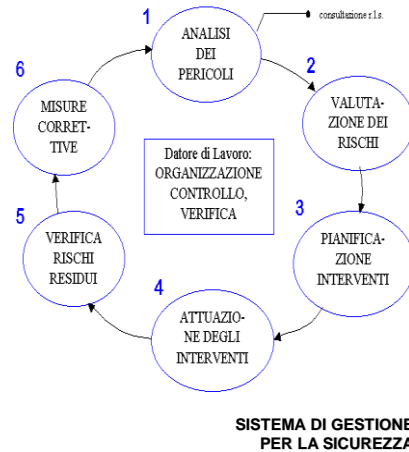 1
ANALISI
DEI
PERICOLI
consultazione r.l.s.
2
VALUTA-
ZIONE DEI
RISCHI
3
PIANIFICA-
ZIONE
INTERVENTI
4
ATTUAZIO-
NE DEGLI
INTERVENTI
5
VERIFICA
RISCHI
RESIDUI
6
MISURE
CORRET-
TIVE
Datore di Lavoro:
ORGANIZZAZIONE
CONTROLLO,
VERIFICA
SISTEMA DI GESTIONE
PER LA SICUREZZA